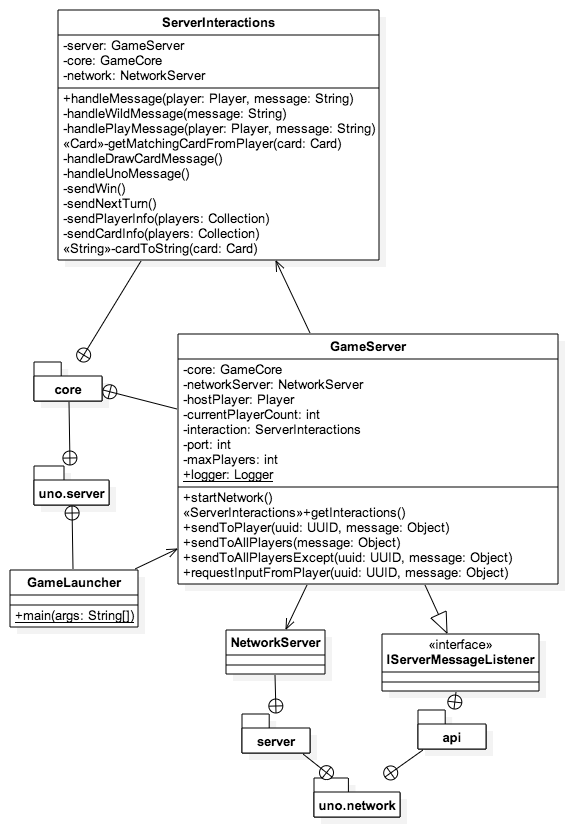 ServerInteractions
-server: GameServer
-core: GameCore
-network: NetworkServer
+handleMessage(player: Player, message: String)
-handleWildMessage(message: String)
-handlePlayMessage(player: Player, message: String)
«Card»-getMatchingCardFromPlayer(card: Card)
-handleDrawCardMessage()
-handleUnoMessage()
-sendWin()
-sendNextTurn()
-sendPlayerInfo(players: Collection)
-sendCardInfo(players: Collection)
«String»-cardToString(card: Card)
GameServer
-core: GameCore
-networkServer: NetworkServer
-hostPlayer: Player
-currentPlayerCount: int
-interaction: ServerInteractions
-port: int
-maxPlayers: int
+logger: Logger
+startNetwork()
«ServerInteractions»+getInteractions()
+sendToPlayer(uuid: UUID, message: Object)
+sendToAllPlayers(message: Object)
+sendToAllPlayersExcept(uuid: UUID, message: Object)
+requestInputFromPlayer(uuid: UUID, message: Object)
core
uno.server
GameLauncher
+main(args: String[])
NetworkServer
«interface»
IServerMessageListener
server
api
uno.network